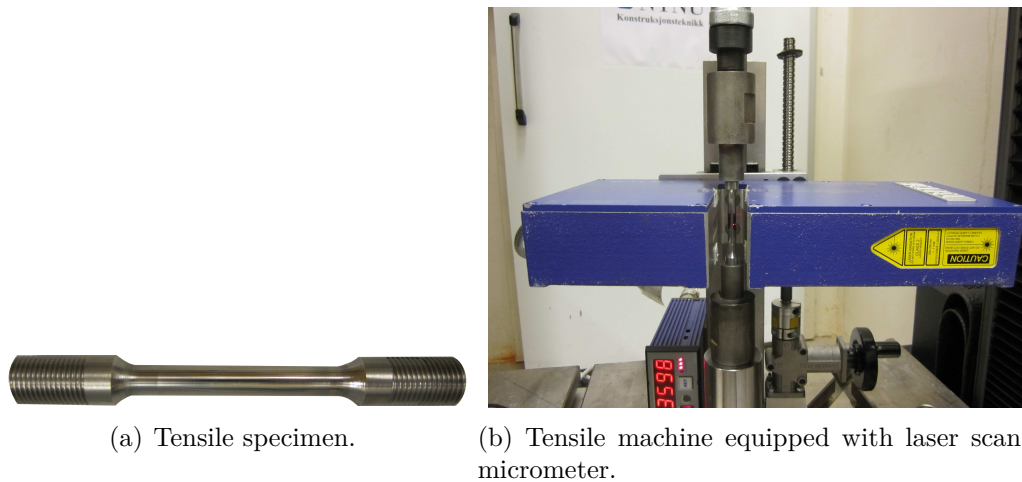 NTNU
Konstruksjonsteknikk
CAUTION
(a) Tensile specimen.
(b) Tensile machine equipped with laser scan
micrometer.